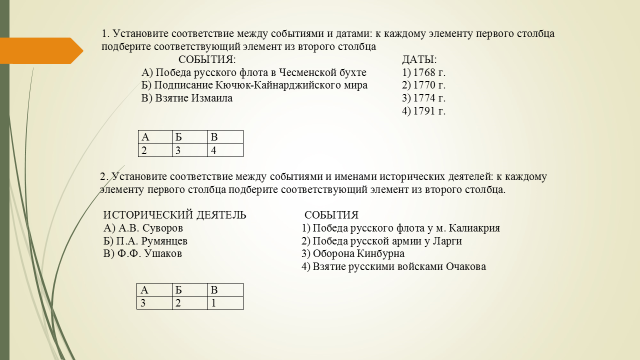 1. Установите соответствие между событиями и датами: к каждому элементу первого столбца
подберите соответствующий элемент из второго столбца
СОБЫТИЯ: ДАТЫ:
А) Победа русского флота в Чесменской бухте 1) 1768 г.
Б) Подписание Кючюк-Кайнарджийского мира 2) 1770 г.
В) Взятие Измаила 3) 1774 г.
4) 1791 г.
А Б В
2 3 4
2. Установите соответствие между событиями и именами исторических деятелей: к каждому
элементу первого столбца подберите соответствующий элемент из второго столбца.
ИСТОРИЧЕСКИЙ ДЕЯТЕЛЬ СОБЫТИЯ
А) А.В. Суворов 1) Победа русского флота у м. Калиакрия
Б) П.А. Румянцев 2) Победа русской армии у Ларги
В) Ф.Ф. Ушаков 3) Оборона Кинбурна
4) Взятие русскими войсками Очакова
А Б В
3 2 1